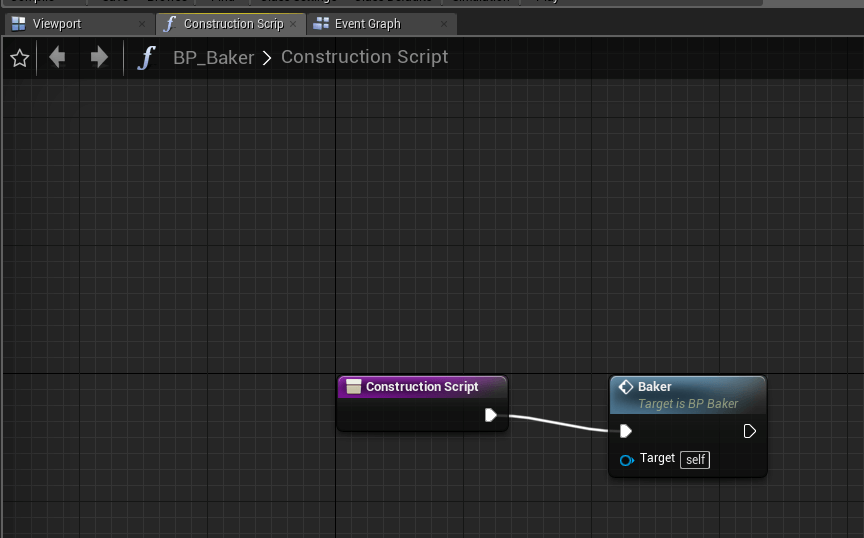 Viewport
Construction Scrip
Event Graph
BP_Baker > Construction Script
Construction Script
Baker
Target is BP Baker
Target self